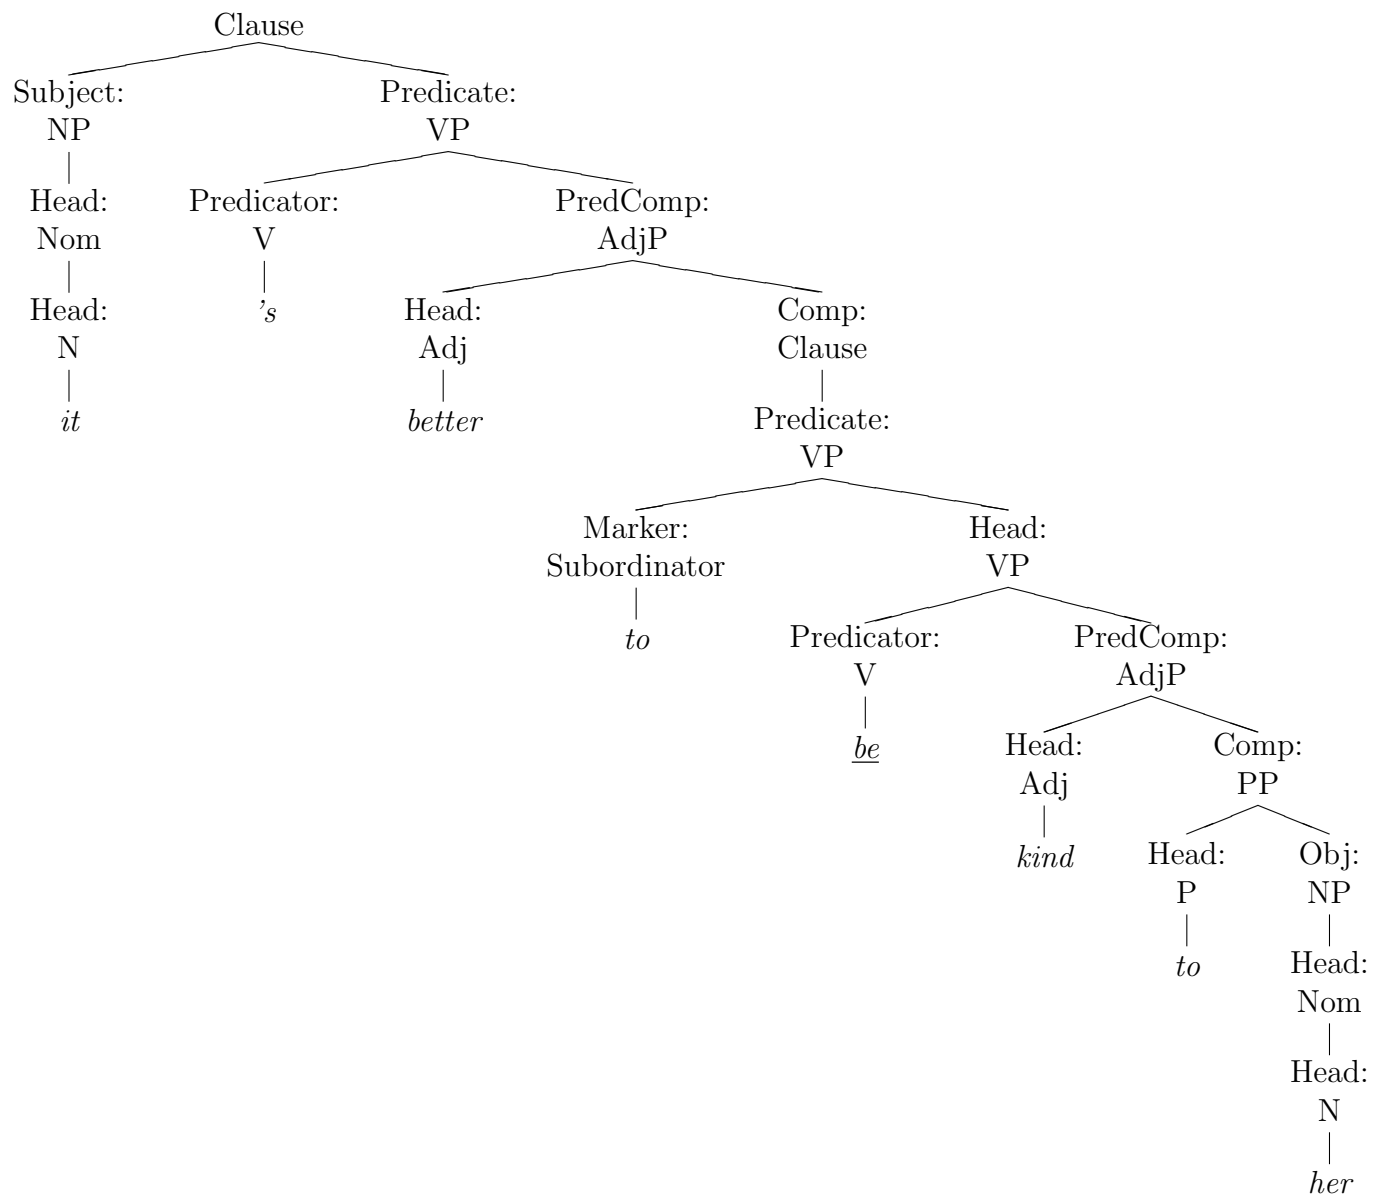 Clause
Subject: Predicate:
NP VP
Head: Predicator: PredComp:
Nom V AdjP
Head: 's Head: Comp:
N Adj Clause
it better Predicate:
VP
Marker: Head:
Subordinator VP
to Predicator: PredComp:
V AdjP
be Head: Comp:
Adj PP
kind Head: Obj:
P NP
to Head:
Nom
Head:
N
her